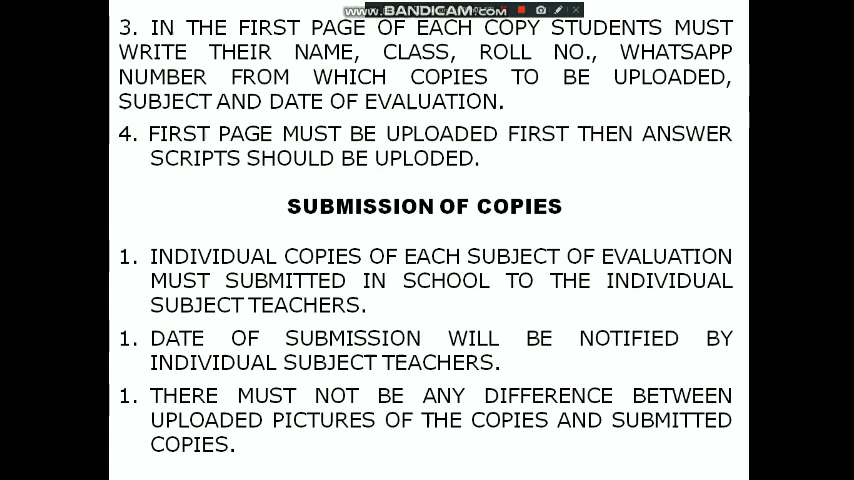 www.BANDICAM.com
3. IN THE FIRST PAGE OF EACH COPY STUDENTS MUST
WRITE THEIR NAME, CLASS, ROLL NO., WHATSAPP
NUMBER FROM WHICH COPIES TO BE UPLOADED,
SUBJECT AND DATE OF EVALUATION.
4. FIRST PAGE MUST BE UPLOADED FIRST THEN ANSWER
SCRIPTS SHOULD BE UPLODED.
SUBMISSION OF COPIES
1. INDIVIDUAL COPIES OF EACH SUBJECT OF EVALUATION
MUST SUBMITTED IN SCHOOL TO THE INDIVIDUAL
SUBJECT TEACHERS.
1. DATE OF SUBMISSION WILL BE NOTIFIED BY
INDIVIDUAL SUBJECT TEACHERS.
1. THERE MUST NOT BE ANY DIFFERENCE BETWEEN
UPLOADED PICTURES OF THE COPIES AND SUBMITTED
COPIES.